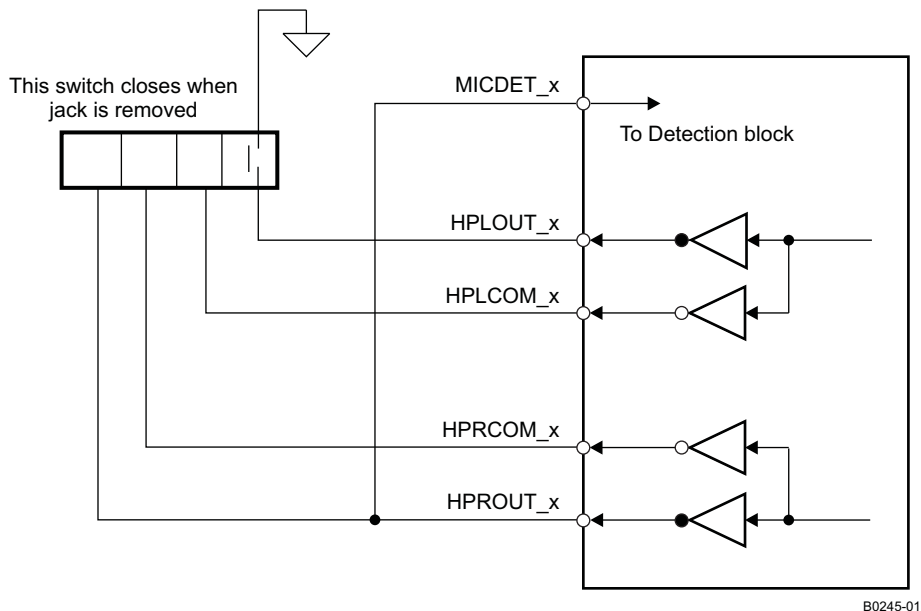 This switch closes when
jack is removed
MICDET_x
To Detection block
HPLOUT_x
HPLCOM_x
HPRCOM_x
HPROUT_x
B0245-01